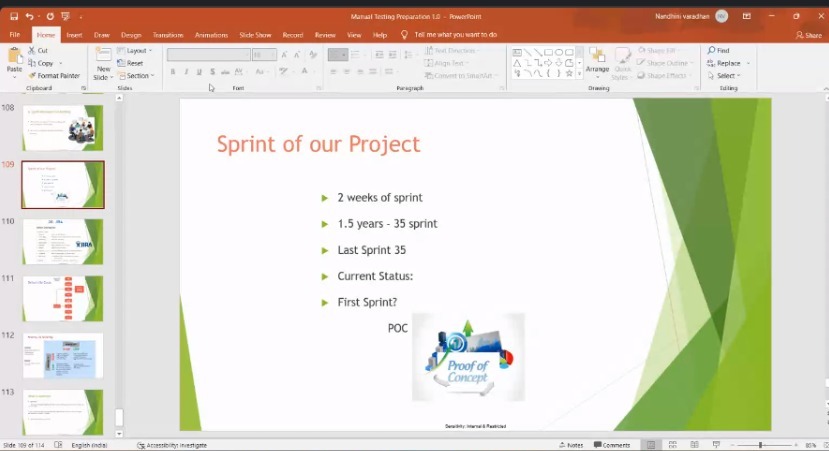 Manual Testing Preparation 1.0 - PowerPoint
Nandhini varadhan
File Home Insert Draw Design Transitions Animations Slide Show Record Review View Help Tell me what you want to do
Share
Paste
Cut
Copy
Format Painter
Clipboard
New Slide
Layout
Reset
Section
Slides
Font
Text Direction
Align Text
Convert to SmartArt
Paragraph
Arrange
Quick Styles
Shape Fill
Shape Outline
Shape Effects
Drawing
Find
Replace
Select
Editing
108
109
110
111
112
113
Sprint of our Project
2 weeks of sprint
1.5 years - 35 sprint
Last Sprint 35
Current Status:
First Sprint?
POC
Proof of
Concept
Sensitivity: Internal & Restricted
Slide 109 of 114 English (India) Accessibility: Investigate Notes Comments 80%